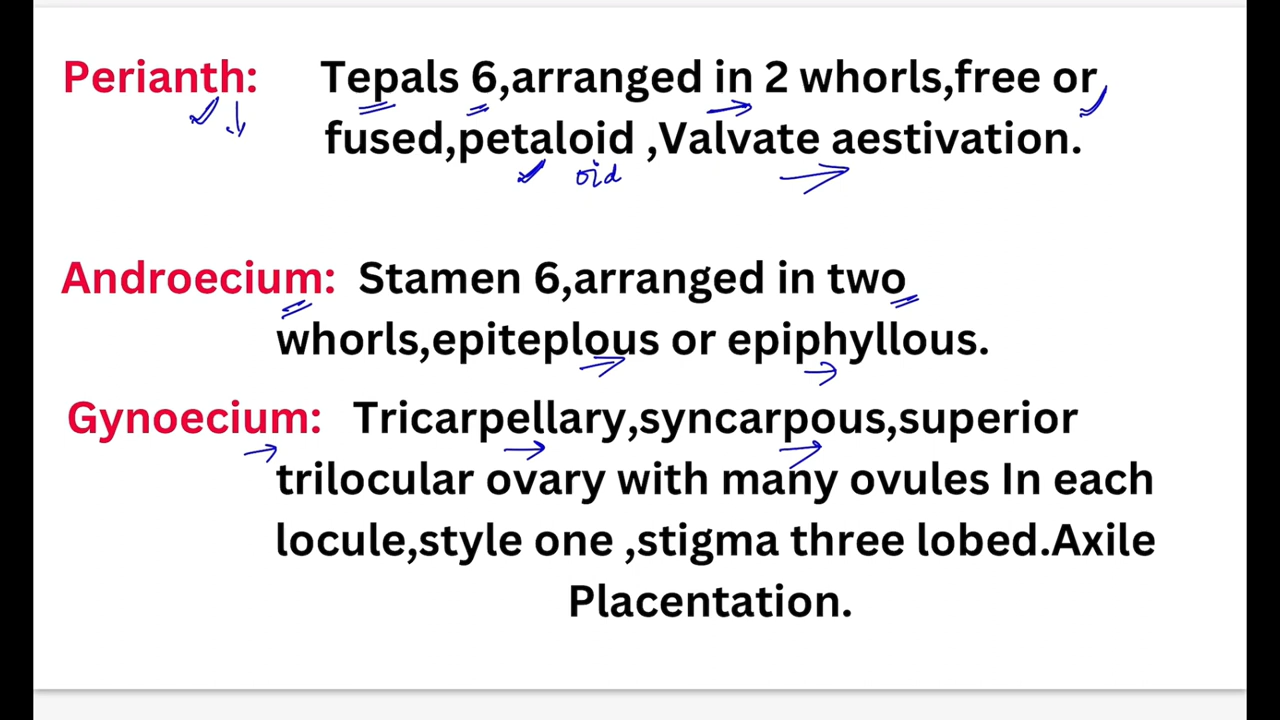 Perianth: Tepals 6,arranged in 2 whorls,free or
fused,petaloid ,Valvate aestivation.
oid
Androecium: Stamen 6,arranged in two
whorls,epiteplous or epiphyllous.
Gynoecium: Tricarpellary,syncarpous,superior
trilocular ovary with many ovules In each
locule,style one ,stigma three lobed.Axile
Placentation.